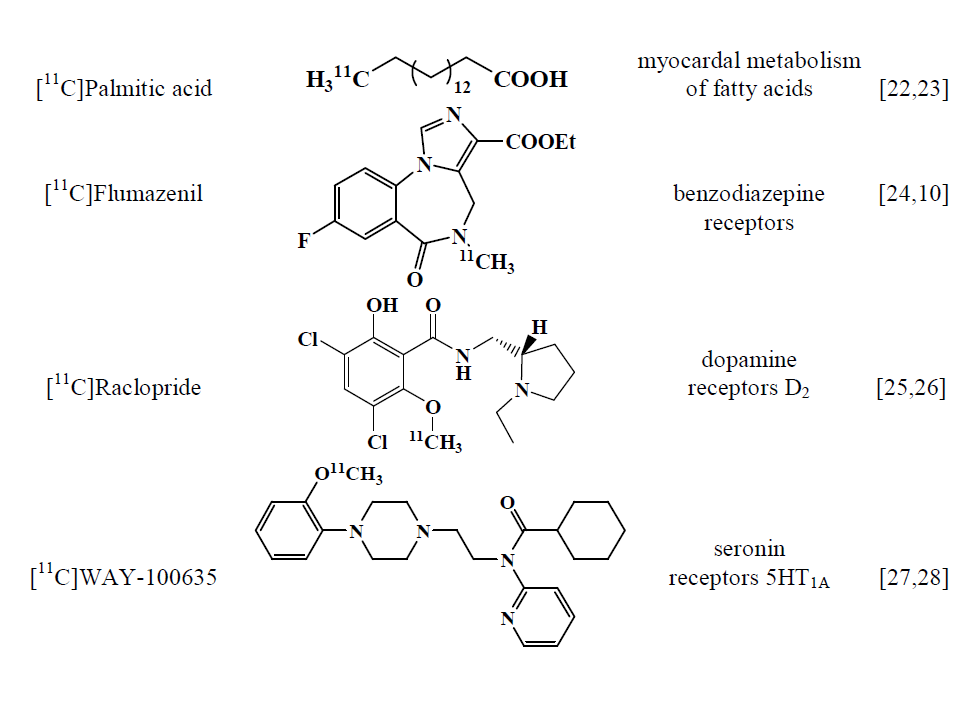 [¹¹C]Palmitic acid
H₃¹¹C
12
COOH
myocardal metabolism
of fatty acids
[22,23]
[¹¹C]Flumazenil
N
COOEt
N
F
N
O
¹¹CH₃
benzodiazepine
receptors
[24,10]
[¹¹C]Raclopride
OH
O
H
Cl
N
H
N
O
Cl
¹¹CH₃
dopamine
receptors D₂
[25,26]
[¹¹C]WAY-100635
O¹¹CH₃
N
N
O
N
N
seronin
receptors 5HT₁A
[27,28]